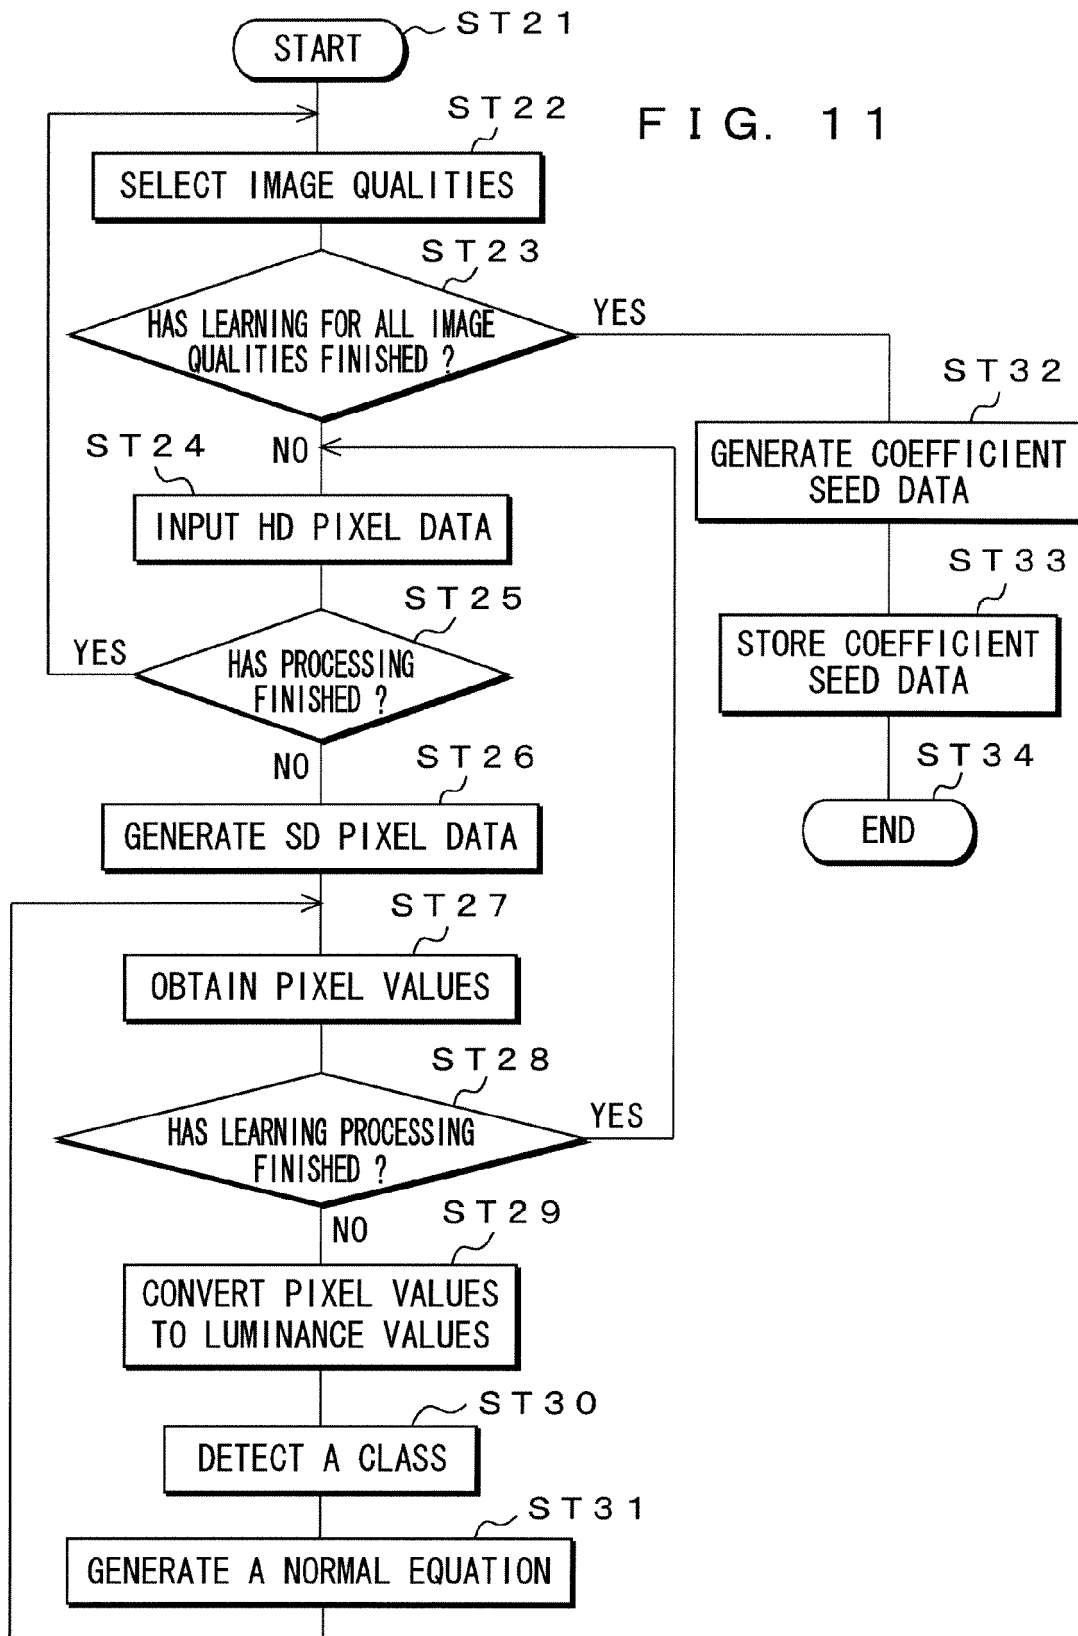 START
ST21
FIG. 11
ST22
SELECT IMAGE QUALITIES
ST23
HAS LEARNING FOR ALL IMAGE
QUALITIES FINISHED ?
YES
NO
ST24
INPUT HD PIXEL DATA
ST25
HAS PROCESSING
FINISHED ?
YES
NO
ST26
GENERATE SD PIXEL DATA
ST27
OBTAIN PIXEL VALUES
ST28
HAS LEARNING PROCESSING
FINISHED ?
YES
NO
ST29
CONVERT PIXEL VALUES
TO LUMINANCE VALUES
ST30
DETECT A CLASS
ST31
GENERATE A NORMAL EQUATION
ST32
GENERATE COEFFICIENT
SEED DATA
ST33
STORE COEFFICIENT
SEED DATA
ST34
END